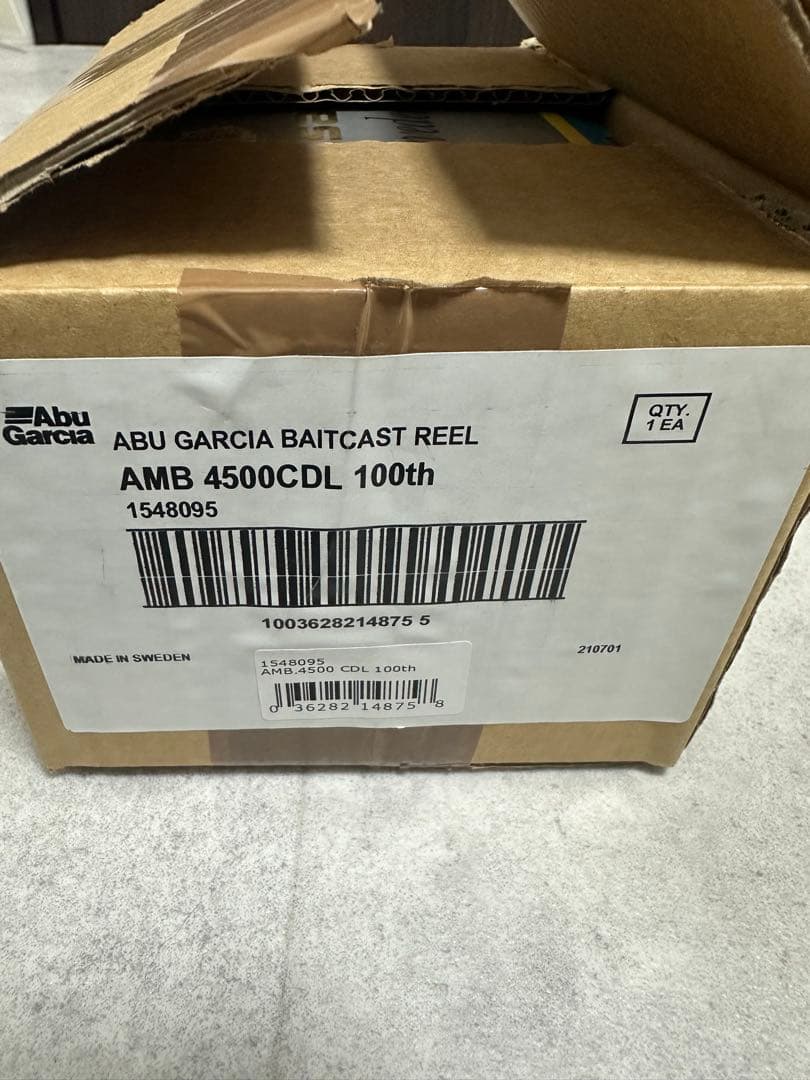 Abu
Garcia
ABU GARCIA BAITCAST REEL
QTY.
1 EA
AMB 4500CDL 100th
1548095
1003628214875 5
MADE IN SWEDEN
210701
1548095
AMB.4500 CDL 100th
0 36282 14875 8